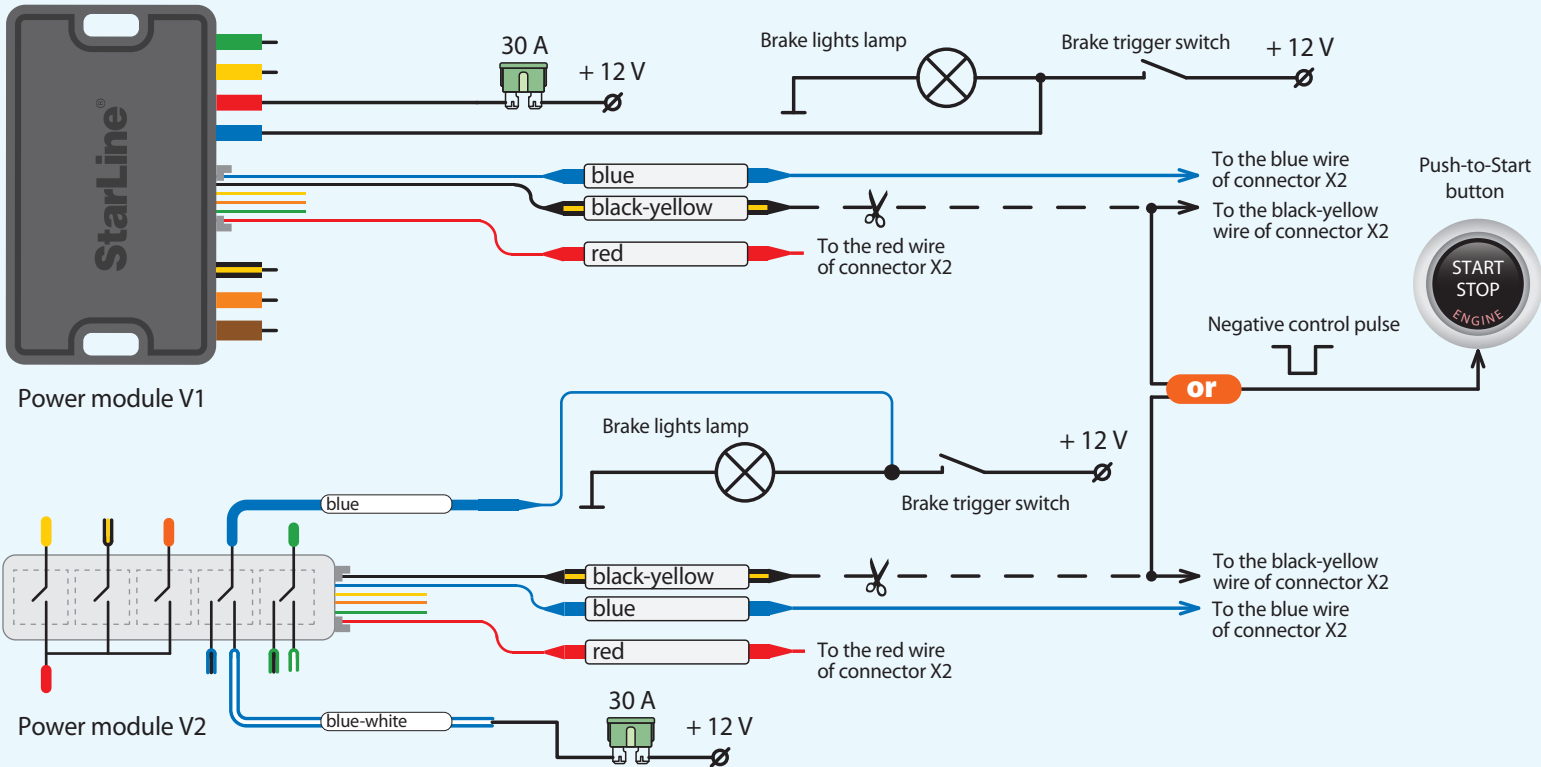 StarLine®
30 A
+ 12 V
Brake lights lamp
Brake trigger switch
+ 12 V
blue
To the blue wire
of connector X2
black-yellow
To the black-yellow
wire of connector X2
red
To the red wire
of connector X2
Push-to-Start
button
START
STOP
ENGINE
Negative control pulse
or
Power module V1
Brake lights lamp
+ 12 V
Brake trigger switch
blue
black-yellow
To the black-yellow
wire of connector X2
blue
To the blue wire
of connector X2
red
To the red wire
of connector X2
Power module V2
blue-white
30 A
+ 12 V